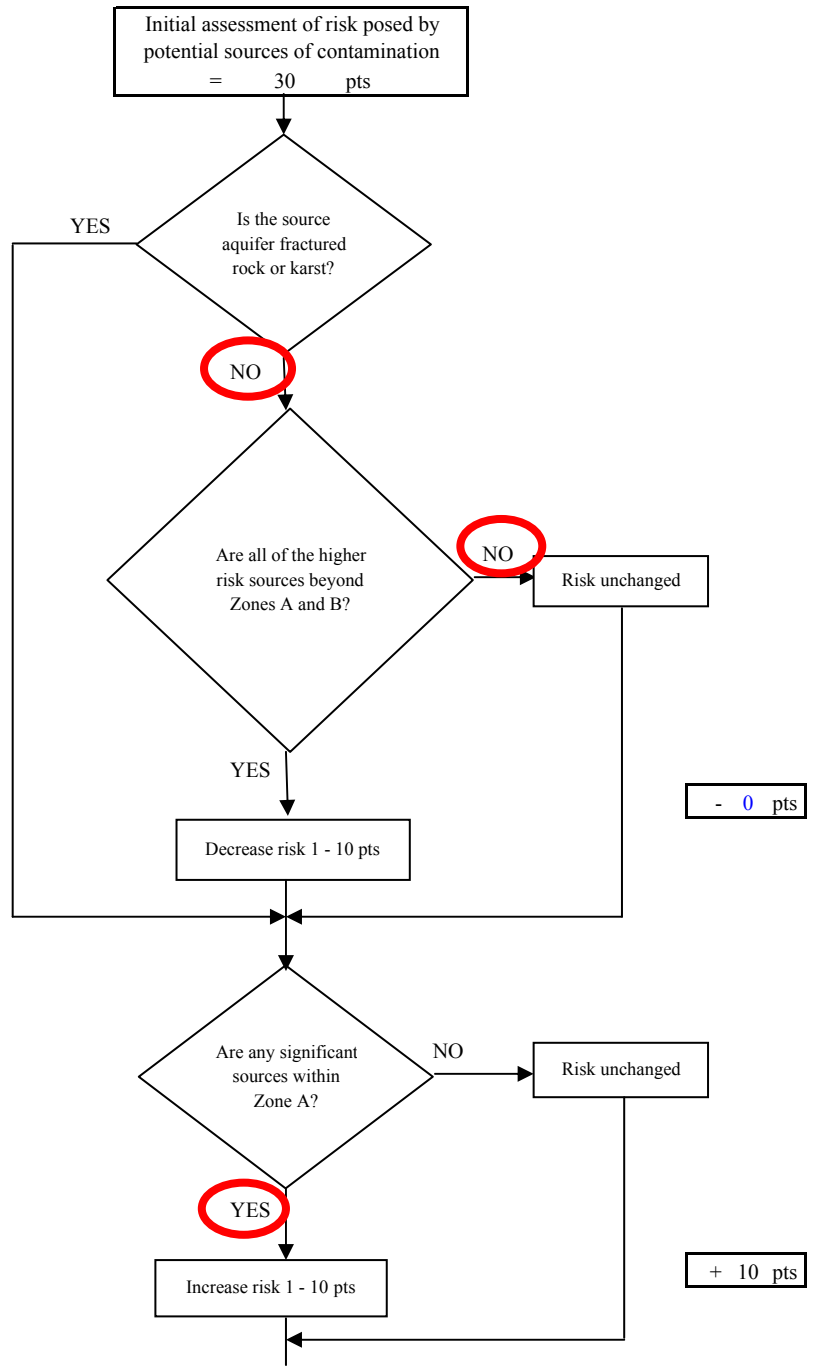 Initial assessment of risk posed by
potential sources of contamination
= 30 pts
YES
Is the source
aquifer fractured
rock or karst?
NO
Are all of the higher
risk sources beyond
Zones A and B?
NO
Risk unchanged
YES
- 0 pts
Decrease risk 1 - 10 pts
Are any significant
sources within
Zone A?
NO
Risk unchanged
YES
+ 10 pts
Increase risk 1 - 10 pts